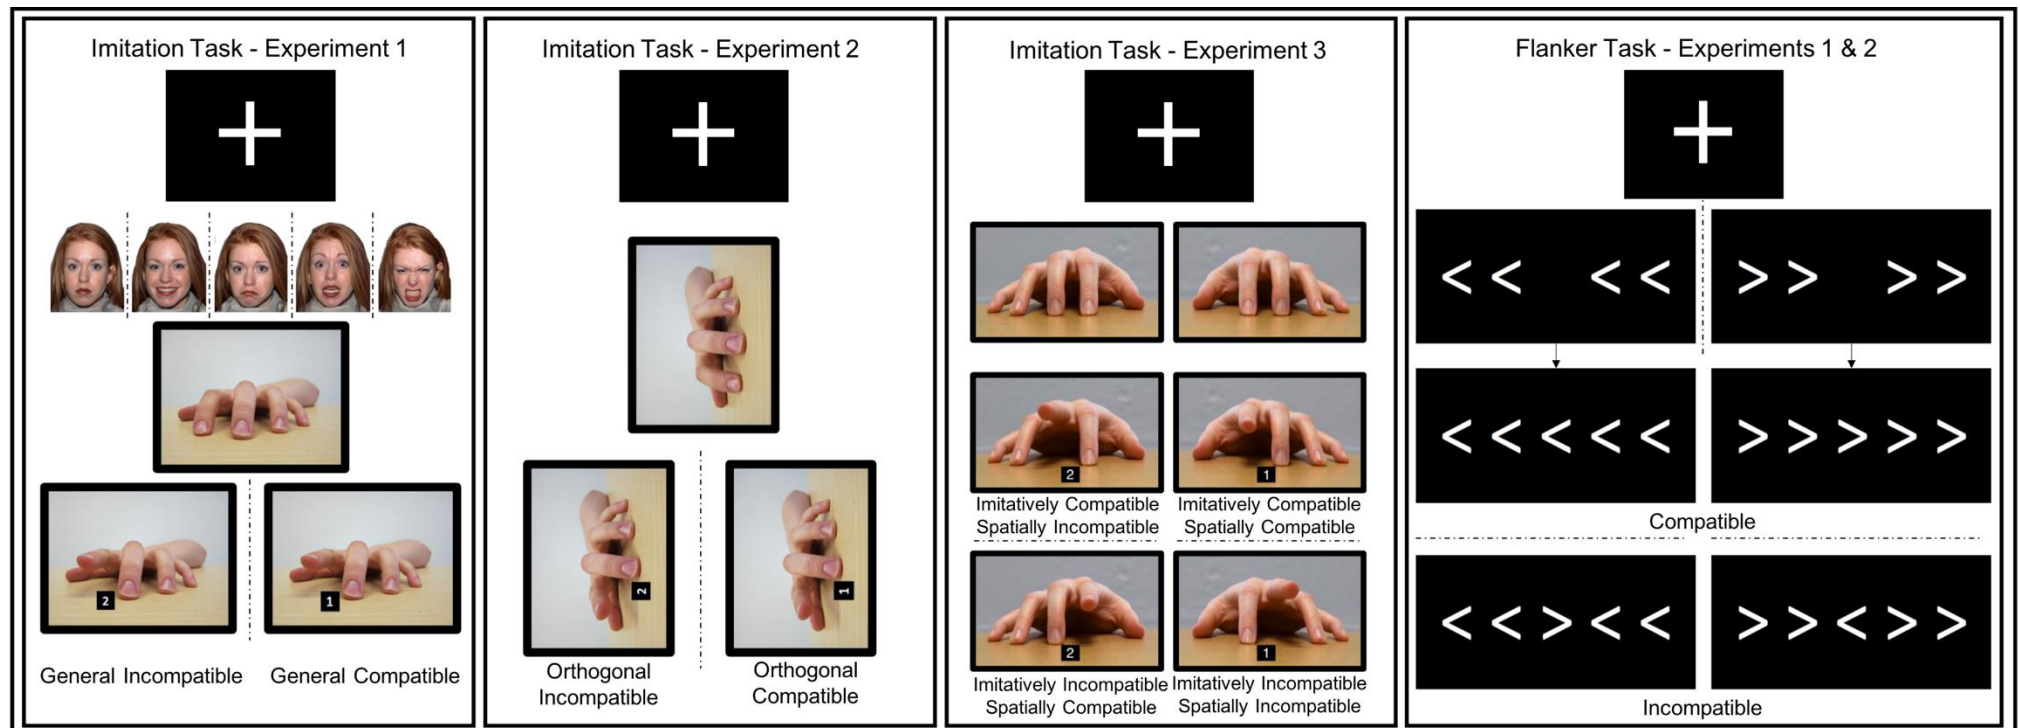 Imitation Task - Experiment 1
2
1
General Incompatible
General Compatible
Imitation Task - Experiment 2
2
1
Orthogonal
Incompatible
Orthogonal
Compatible
Imitation Task - Experiment 3
2
1
Imitatively Compatible
Spatially Incompatible
Imitatively Compatible
Spatially Compatible
2
1
Imitatively Incompatible
Spatially Compatible
Imitatively Incompatible
Spatially Incompatible
Flanker Task - Experiments 1 & 2
< <   < <
> >   > >
< < < < <
> > > > >
Compatible
< < > < <
> > < > >
Incompatible